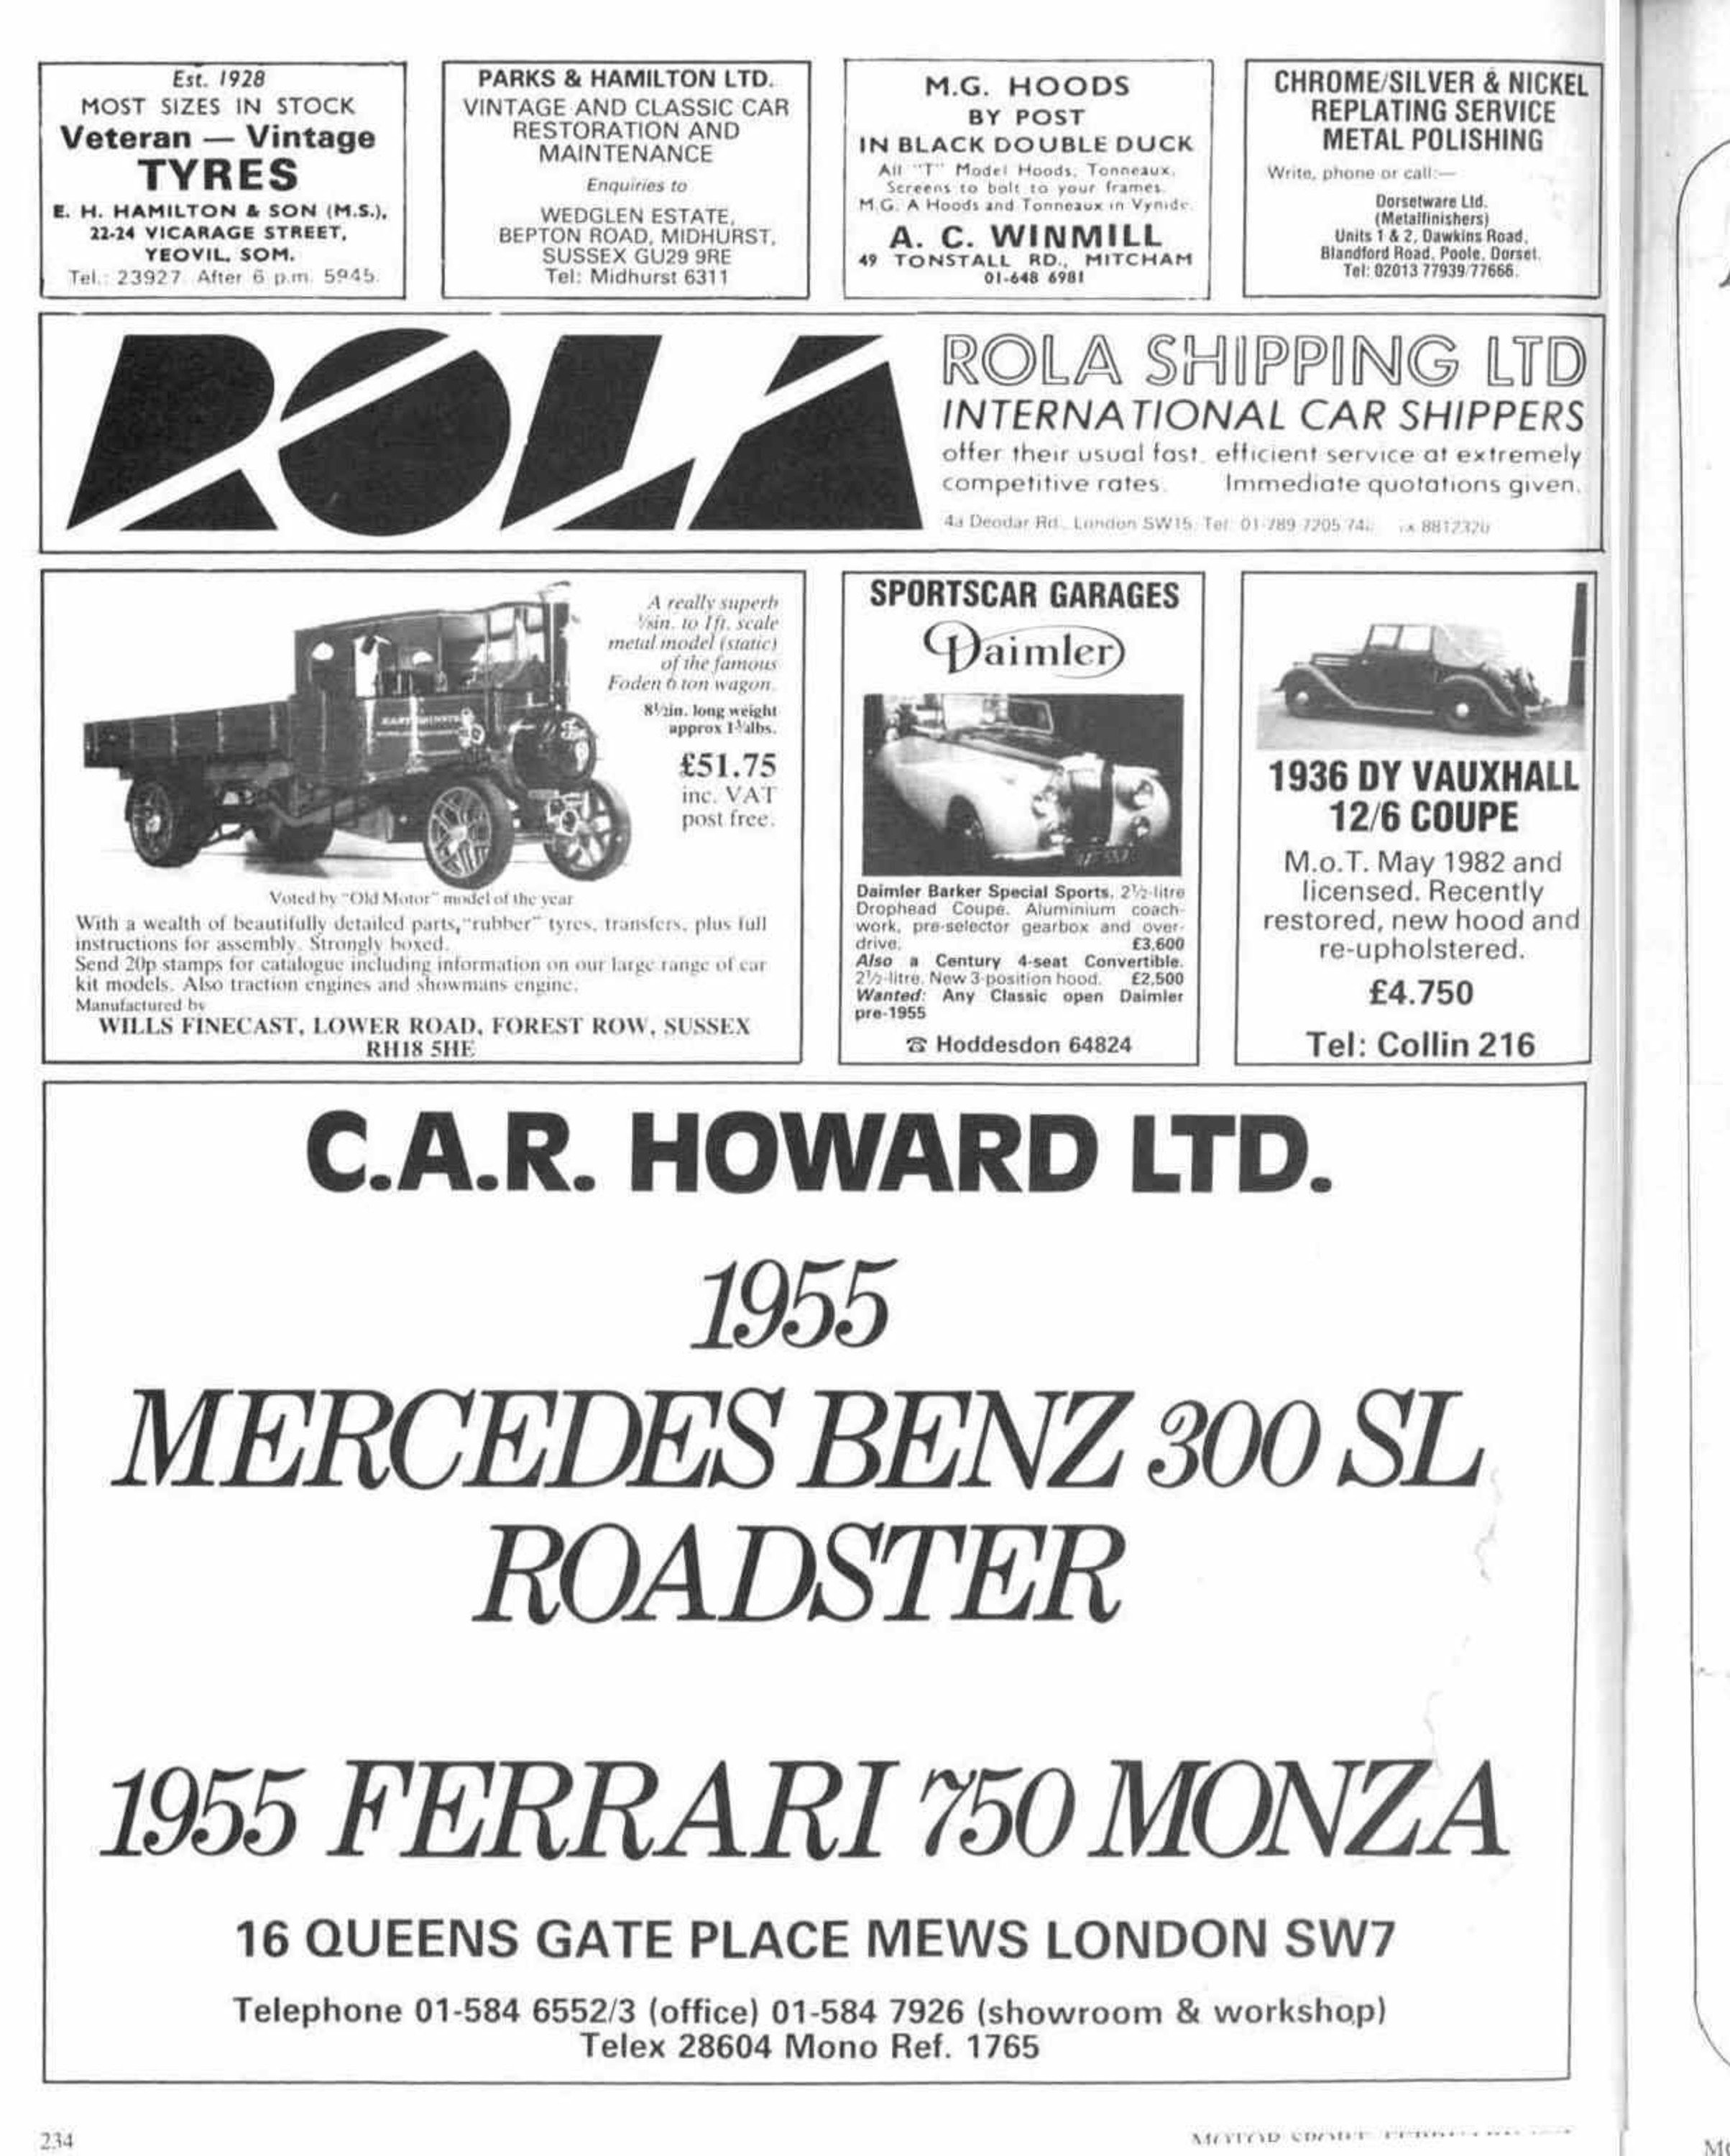 Est. 1928
MOST SIZES IN STOCK
Veteran — Vintage
TYRES
E. H. HAMILTON & SON (M.S.),
22-24 VICARAGE STREET,
YEOVIL, SOM.
Tel.: 23927. After 6 p.m. 5945.
PARKS & HAMILTON LTD.
VINTAGE AND CLASSIC CAR
RESTORATION AND
MAINTENANCE
Enquiries to
WEDGLEN ESTATE,
BEPTON ROAD, MIDHURST,
SUSSEX GU29 9RE
Tel: Midhurst 6311
M.G. HOODS
BY POST
IN BLACK DOUBLE DUCK
All "T" Model Hoods, Tonneaux,
Screens to bolt to your frames.
M.G. A Hoods and Tonneaux in Vynide.
A. C. WINMILL
49 TONSTALL RD., MITCHAM
01-648 6981
CHROME/SILVER & NICKEL
REPLATING SERVICE
METAL POLISHING
Write, phone or call:—
Dorsetware Ltd.
(Metalfinishers)
Units 1 & 2, Dawkins Road,
Blandford Road, Poole, Dorset.
Tel: 02013 77939/77666.
ROLA
ROLA SHIPPING LTD
INTERNATIONAL CAR SHIPPERS
offer their usual fast, efficient service at extremely
competitive rates. Immediate quotations given.
4a Deodar Rd., London SW15. Tel: 01-789 7205 8812320
A really superb
½in. to 1ft. scale
metal model (static)
of the famous
Foden 6 ton wagon.
8½in. long weight
approx 1¾lbs.
£51.75
inc. VAT
post free.
Voted by "Old Motor" model of the year
With a wealth of beautifully detailed parts, "rubber" tyres, transfers, plus full
instructions for assembly. Strongly boxed.
Send 20p stamps for catalogue including information on our large range of car
kit models. Also traction engines and showmans engine.
Manufactured by
WILLS FINECAST, LOWER ROAD, FOREST ROW, SUSSEX
RH18 5HE
SPORTSCAR GARAGES
Daimler
Daimler Barker Special Sports. 2½-litre
Drophead Coupe. Aluminium coach-
work, pre-selector gearbox and over-
drive. £3,600
Also a Century 4-seat Convertible.
2½-litre. New 3-position hood. £2,500
Wanted: Any Classic open Daimler
pre-1955
☎ Hoddesdon 64824
1936 DY VAUXHALL
12/6 COUPE
M.o.T. May 1982 and
licensed. Recently
restored, new hood and
re-upholstered.
£4.750
Tel: Collin 216
C.A.R. HOWARD LTD.
1955
MERCEDES BENZ 300 SL
ROADSTER
1955 FERRARI 750 MONZA
16 QUEENS GATE PLACE MEWS LONDON SW7
Telephone 01-584 6552/3 (office) 01-584 7926 (showroom & workshop)
Telex 28604 Mono Ref. 1765
234
MOTOR SPORT